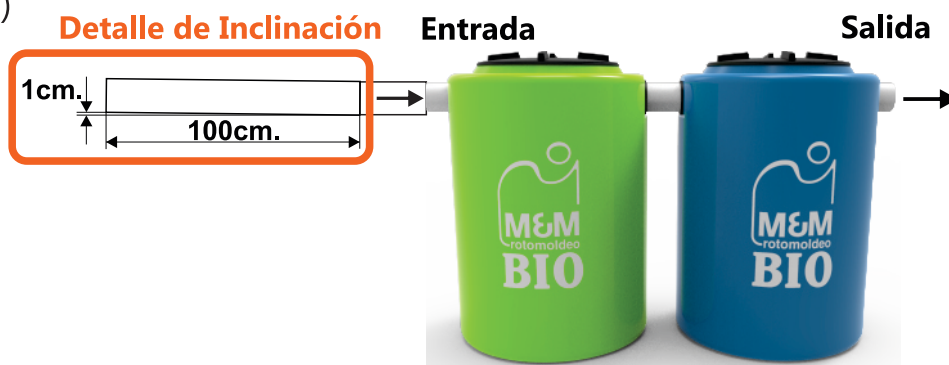 )
Detalle de Inclinación
Entrada
Salida
1cm.
100cm.
M&M
rotomoldeo
BIO
M&M
rotomoldeo
BIO